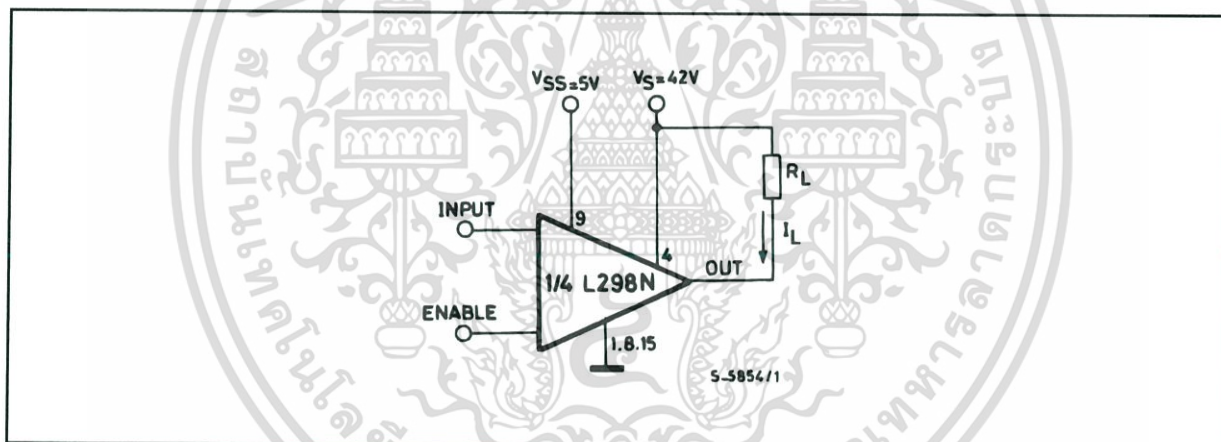 VSS=5V
VS=42V
RL
INPUT
9
IL
4
OUT
1/4 L298N
ENABLE
1.8.15
S-5854/1